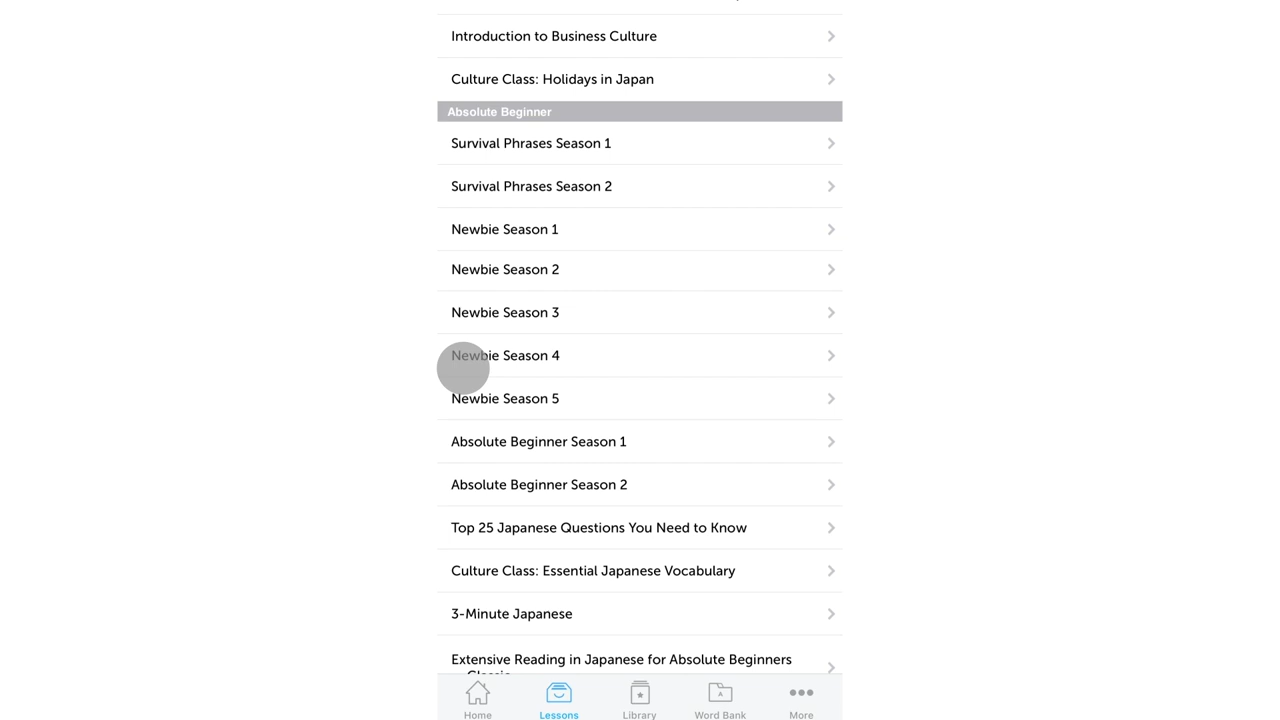 Introduction to Business Culture
Culture Class: Holidays in Japan
Absolute Beginner
Survival Phrases Season 1
Survival Phrases Season 2
Newbie Season 1
Newbie Season 2
Newbie Season 3
Newbie Season 4
Newbie Season 5
Absolute Beginner Season 1
Absolute Beginner Season 2
Top 25 Japanese Questions You Need to Know
Culture Class: Essential Japanese Vocabulary
3-Minute Japanese
Extensive Reading in Japanese for Absolute Beginners
Classic
A
Home Lessons Library Word Bank More